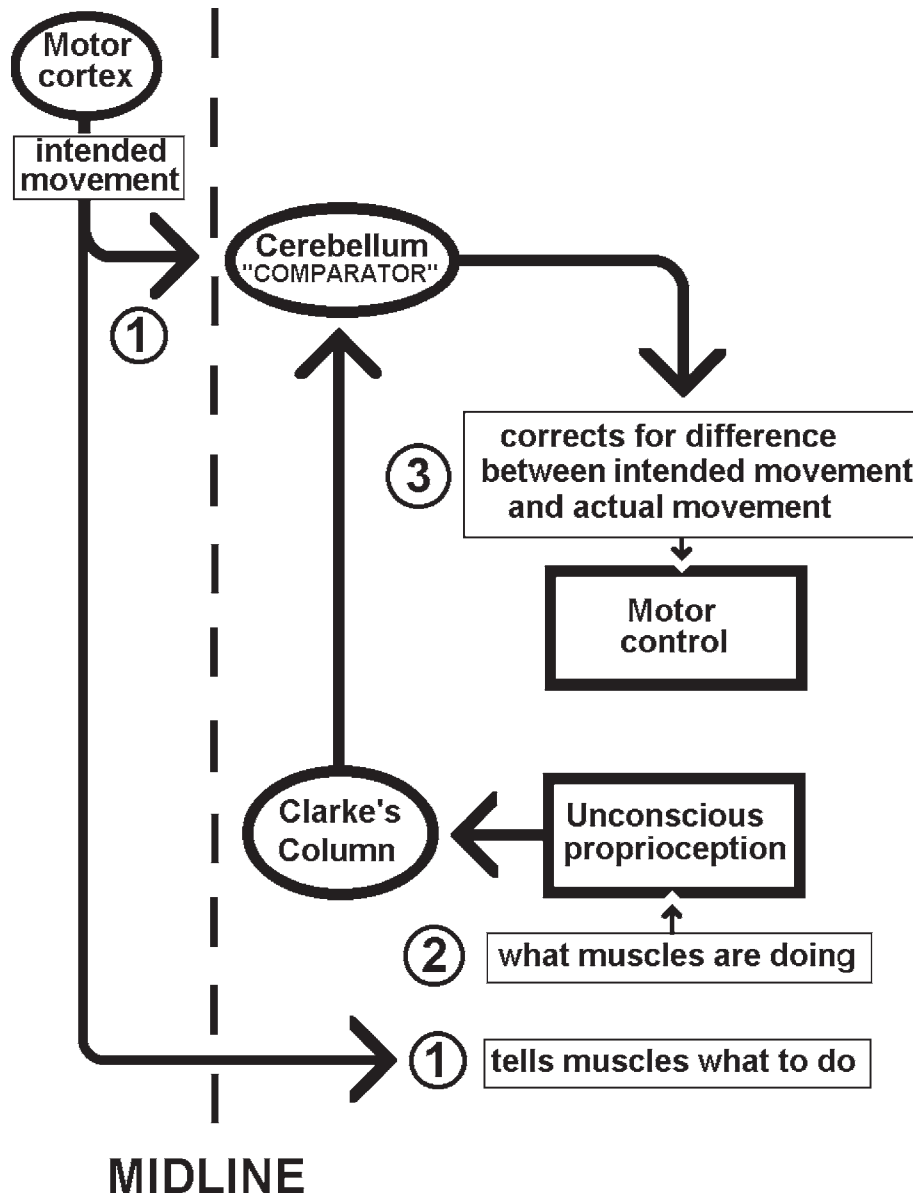 Motor
cortex
intended
movement
Cerebellum
"COMPARATOR"
1
corrects for difference
between intended movement
and actual movement
3
Motor
control
Clarke's
Column
Unconscious
proprioception
2
what muscles are doing
1
tells muscles what to do
MIDLINE